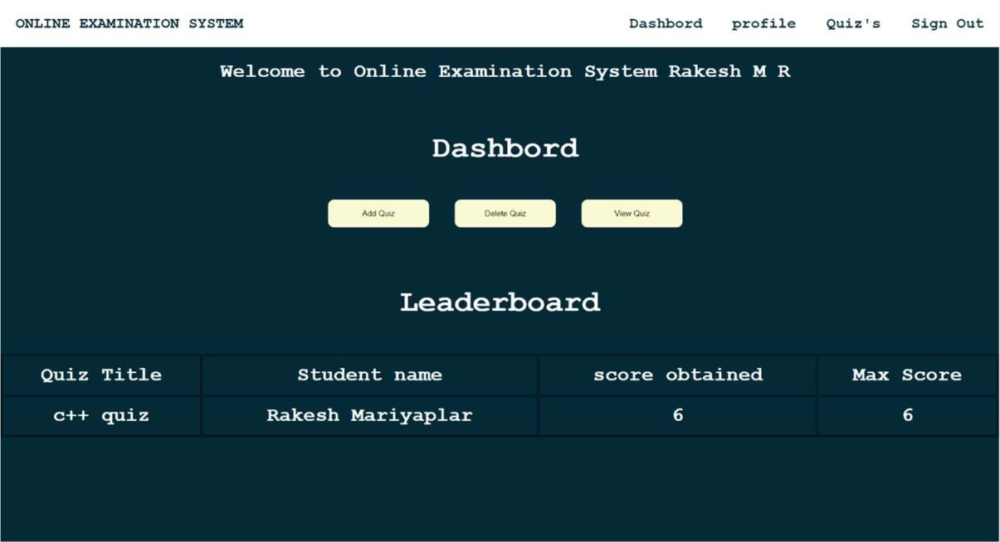 ONLINE EXAMINATION SYSTEM Dashbord profile Quiz's Sign Out
Welcome to Online Examination System Rakesh M R
Dashbord
Add Quiz Delete Quiz View Quiz
Leaderboard
Quiz Title Student name score obtained Max Score
c++ quiz Rakesh Mariyaplar 6 6